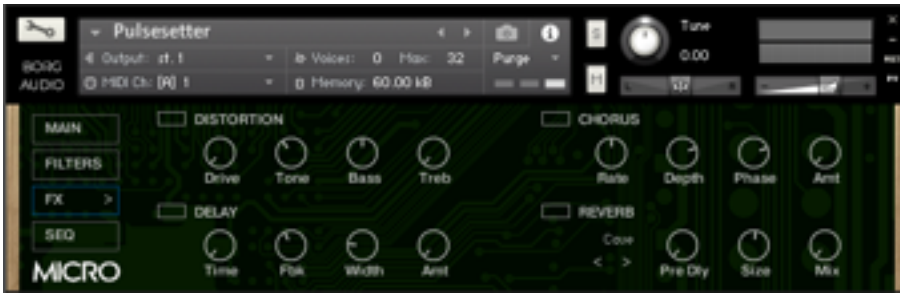 Pulsesetter
Output: st. 1
Voices: 0 Max: 32
Purge
MIDI Ch: [A] 1
Memory: 60.00 kB
S
M
Tune
0.00
BORG
AUDIO
MAIN
FILTERS
FX >
SEQ
MICRO
DISTORTION
Drive Tone Bass Treb
CHORUS
Rate Depth Phase Amt
DELAY
Time Fbk Width Amt
REVERB
Cave
< >
Pre Dly Size Mix